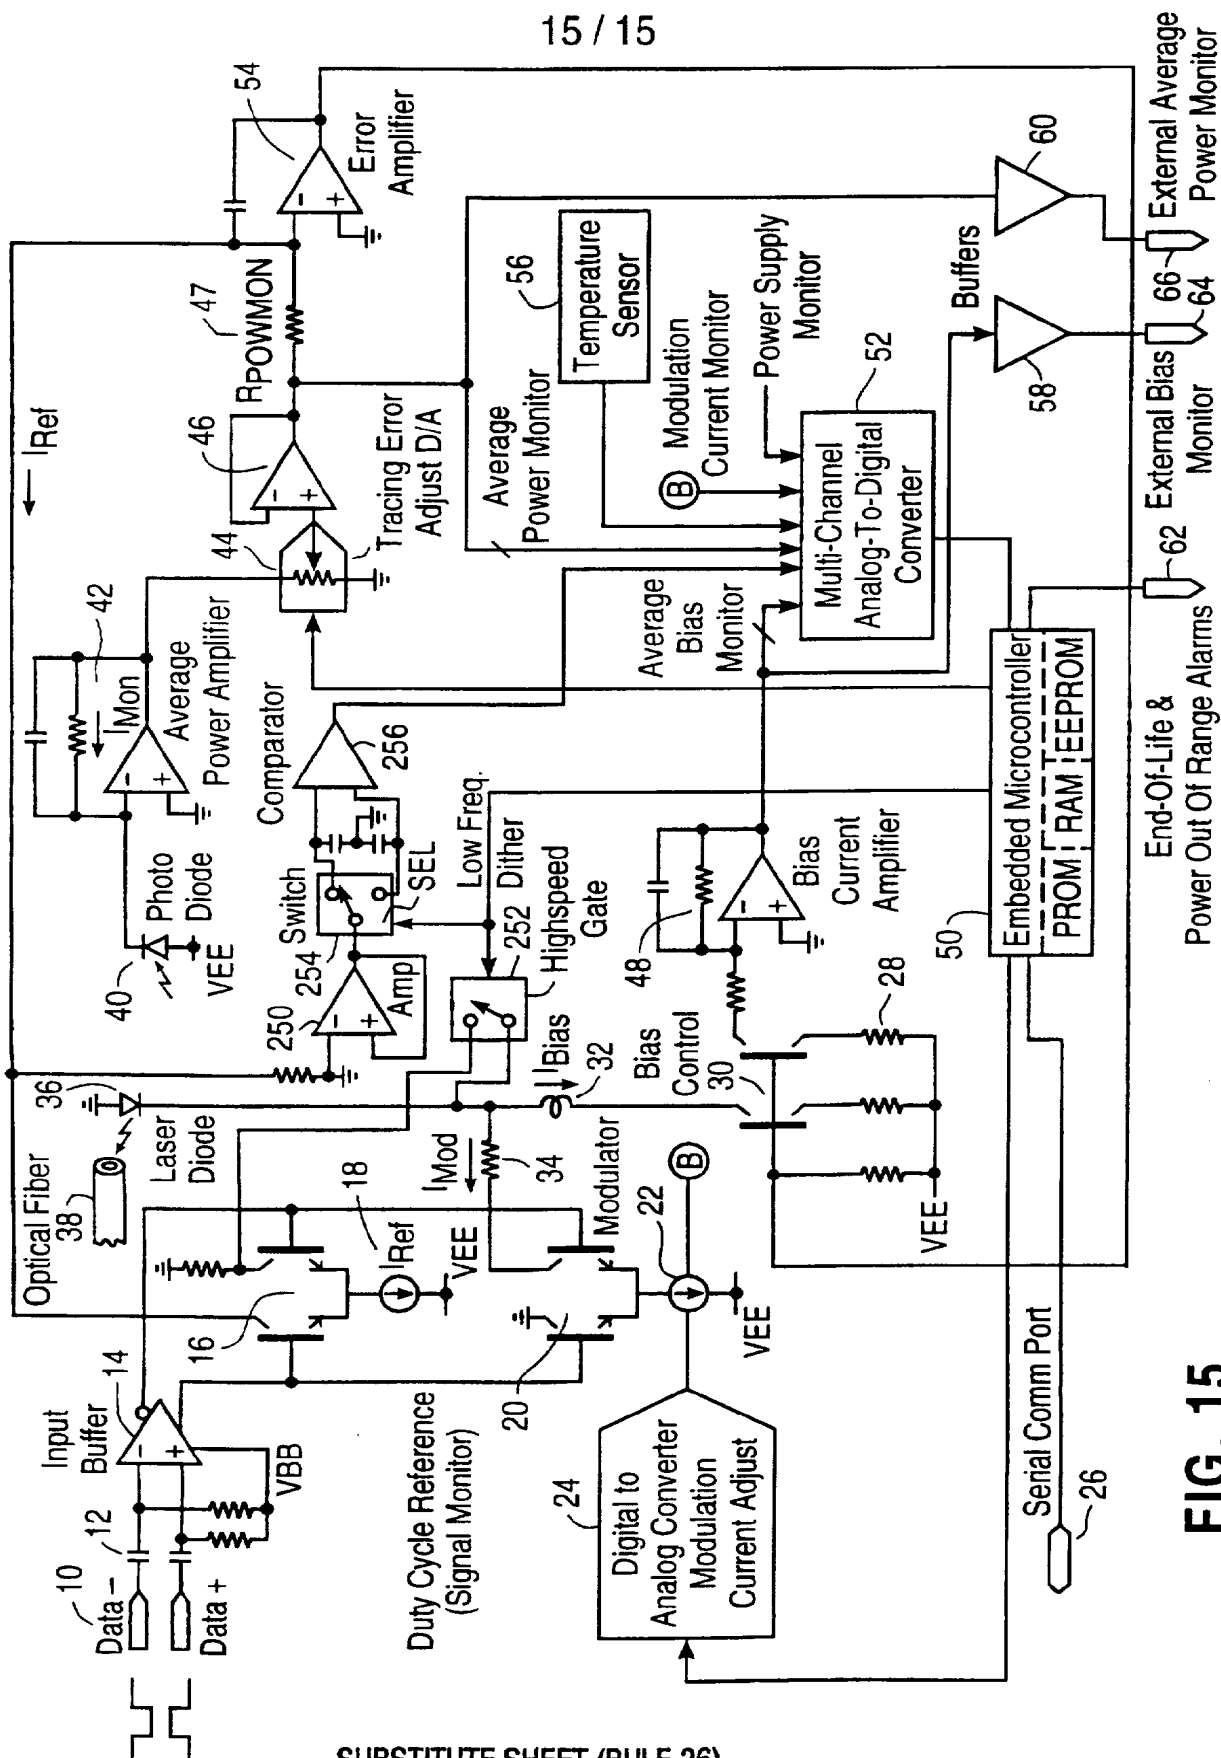 15 / 15
10
Data –
Data +
12
Input
Buffer
14
VBB
Optical Fiber
38
36
Laser
Diode
40
Photo
Diode
VEE
42
IMon
Average
Power Amplifier
IRef
44
46
Tracing Error
Adjust D/A
47
RPOWMON
54
Error
Amplifier
16
18
IRef
VEE
Duty Cycle Reference
(Signal Monitor)
20
Modulator
22
VEE
B
IMod
34
IBias
32
250
Amp
254
Switch
SEL
Comparator
256
Low Freq.
Dither
252
Highspeed
Gate
Average
Power Monitor
56
Temperature
Sensor
B
Modulation
Current Monitor
Power Supply
Monitor
52
Multi-Channel
Analog-To-Digital
Converter
Average
Bias
Monitor
Buffers
58
60
24
Digital to
Analog Converter
Modulation
Current Adjust
Bias
Control
30
28
VEE
48
Bias
Current
Amplifier
50
Embedded Microcontroller
PROM
RAM
EEPROM
Serial Comm Port
26
End-Of-Life &
Power Out Of Range Alarms
62
External Bias
Monitor
64
66
External Average
Power Monitor
FIG. 15
SUBSTITUTE SHEET (RULE 26)